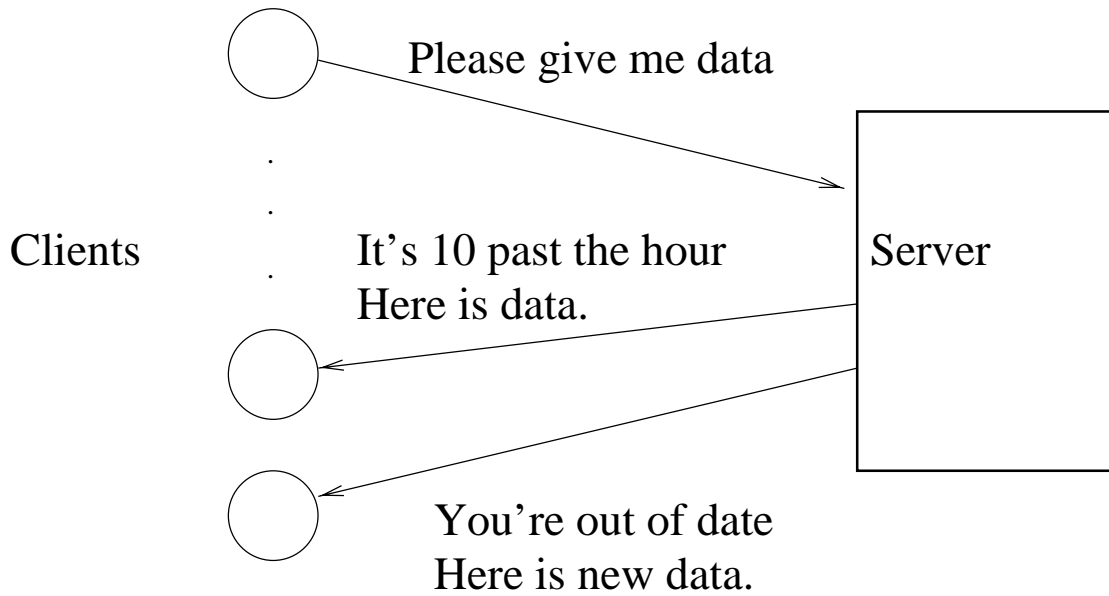 Please give me data
Clients
It's 10 past the hour
Here is data.
Server
You're out of date
Here is new data.